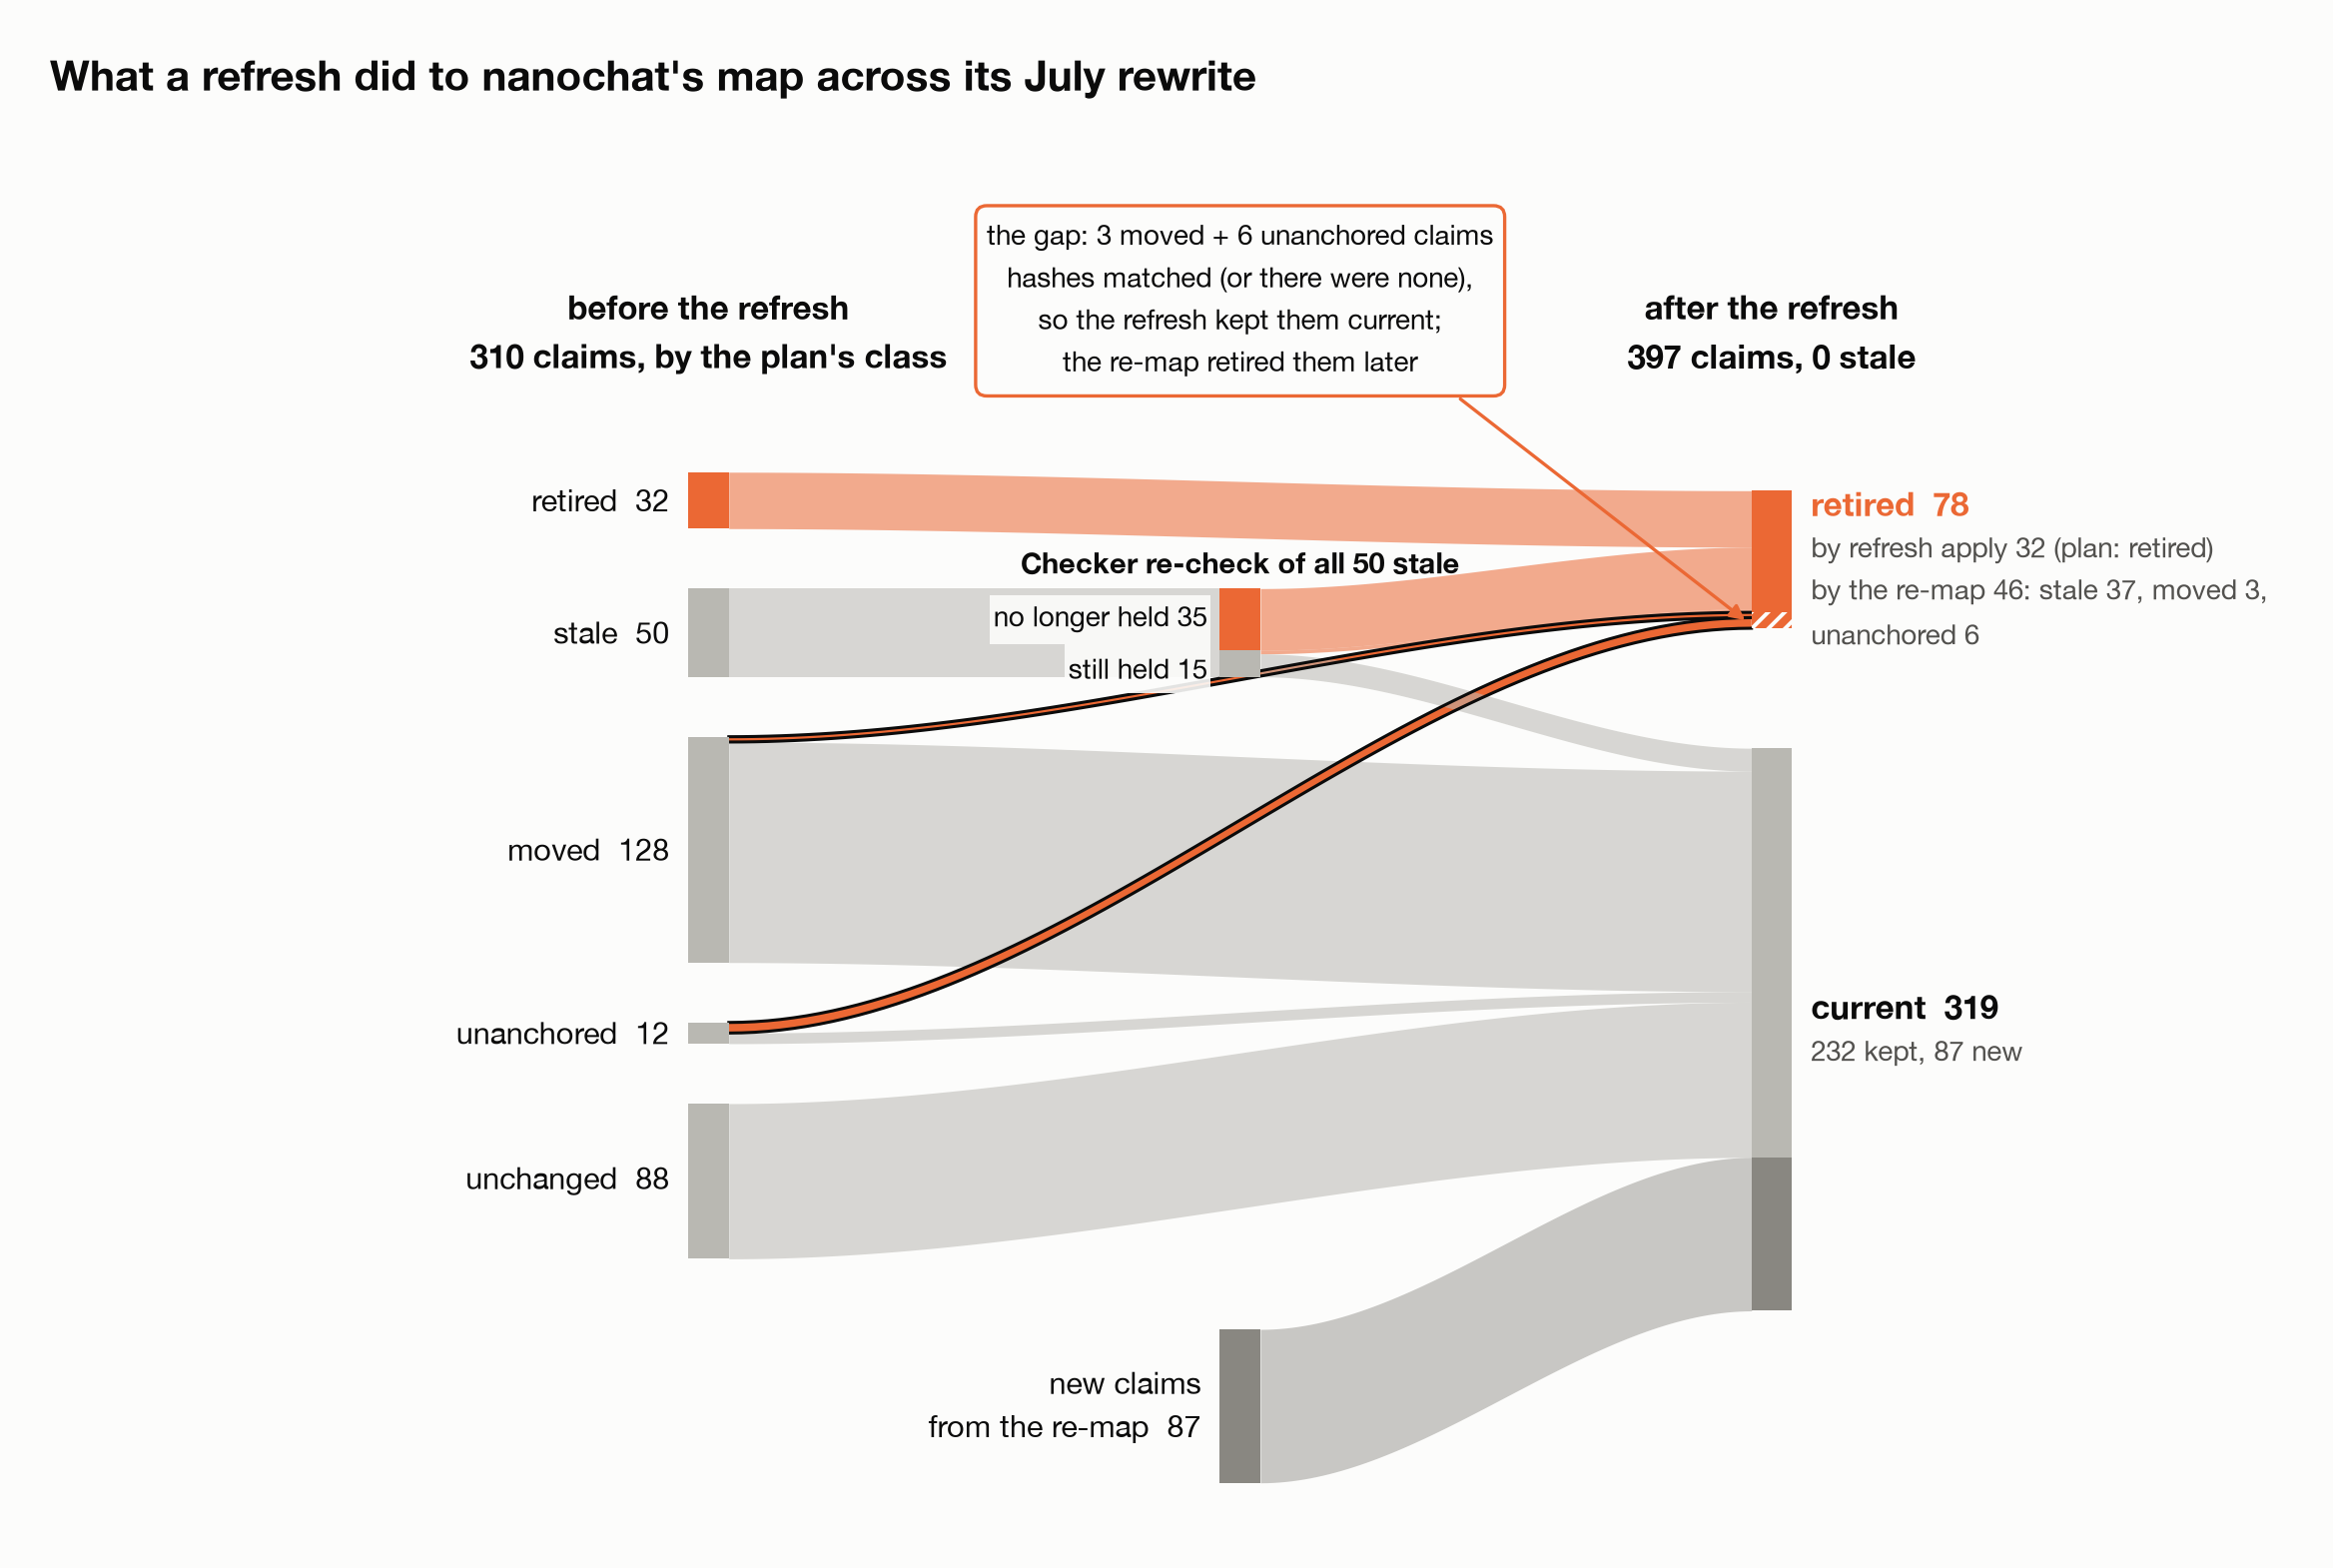 What a refresh did to nanochat's map across its July rewrite
the gap: 3 moved + 6 unanchored claims
hashes matched (or there were none),
so the refresh kept them current;
the re-map retired them later
before the refresh
310 claims, by the plan's class
after the refresh
397 claims, 0 stale
retired 32
stale 50
moved 128
unanchored 12
unchanged 88
Checker re-check of all 50 stale
no longer held 35
still held 15
new claims
from the re-map 87
retired 78
by refresh apply 32 (plan: retired)
by the re-map 46: stale 37, moved 3,
unanchored 6
current 319
232 kept, 87 new